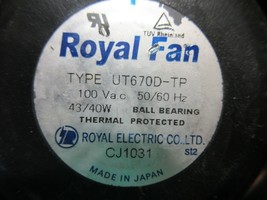 TÜV Rheinland
Royal Fan
TYPE UT670D-TP
100 Vac 50/60 Hz
43/40W BALL BEARING
THERMAL PROTECTED
ROYAL ELECTRIC CO.,LTD.
CJ1031 st2
MADE IN JAPAN